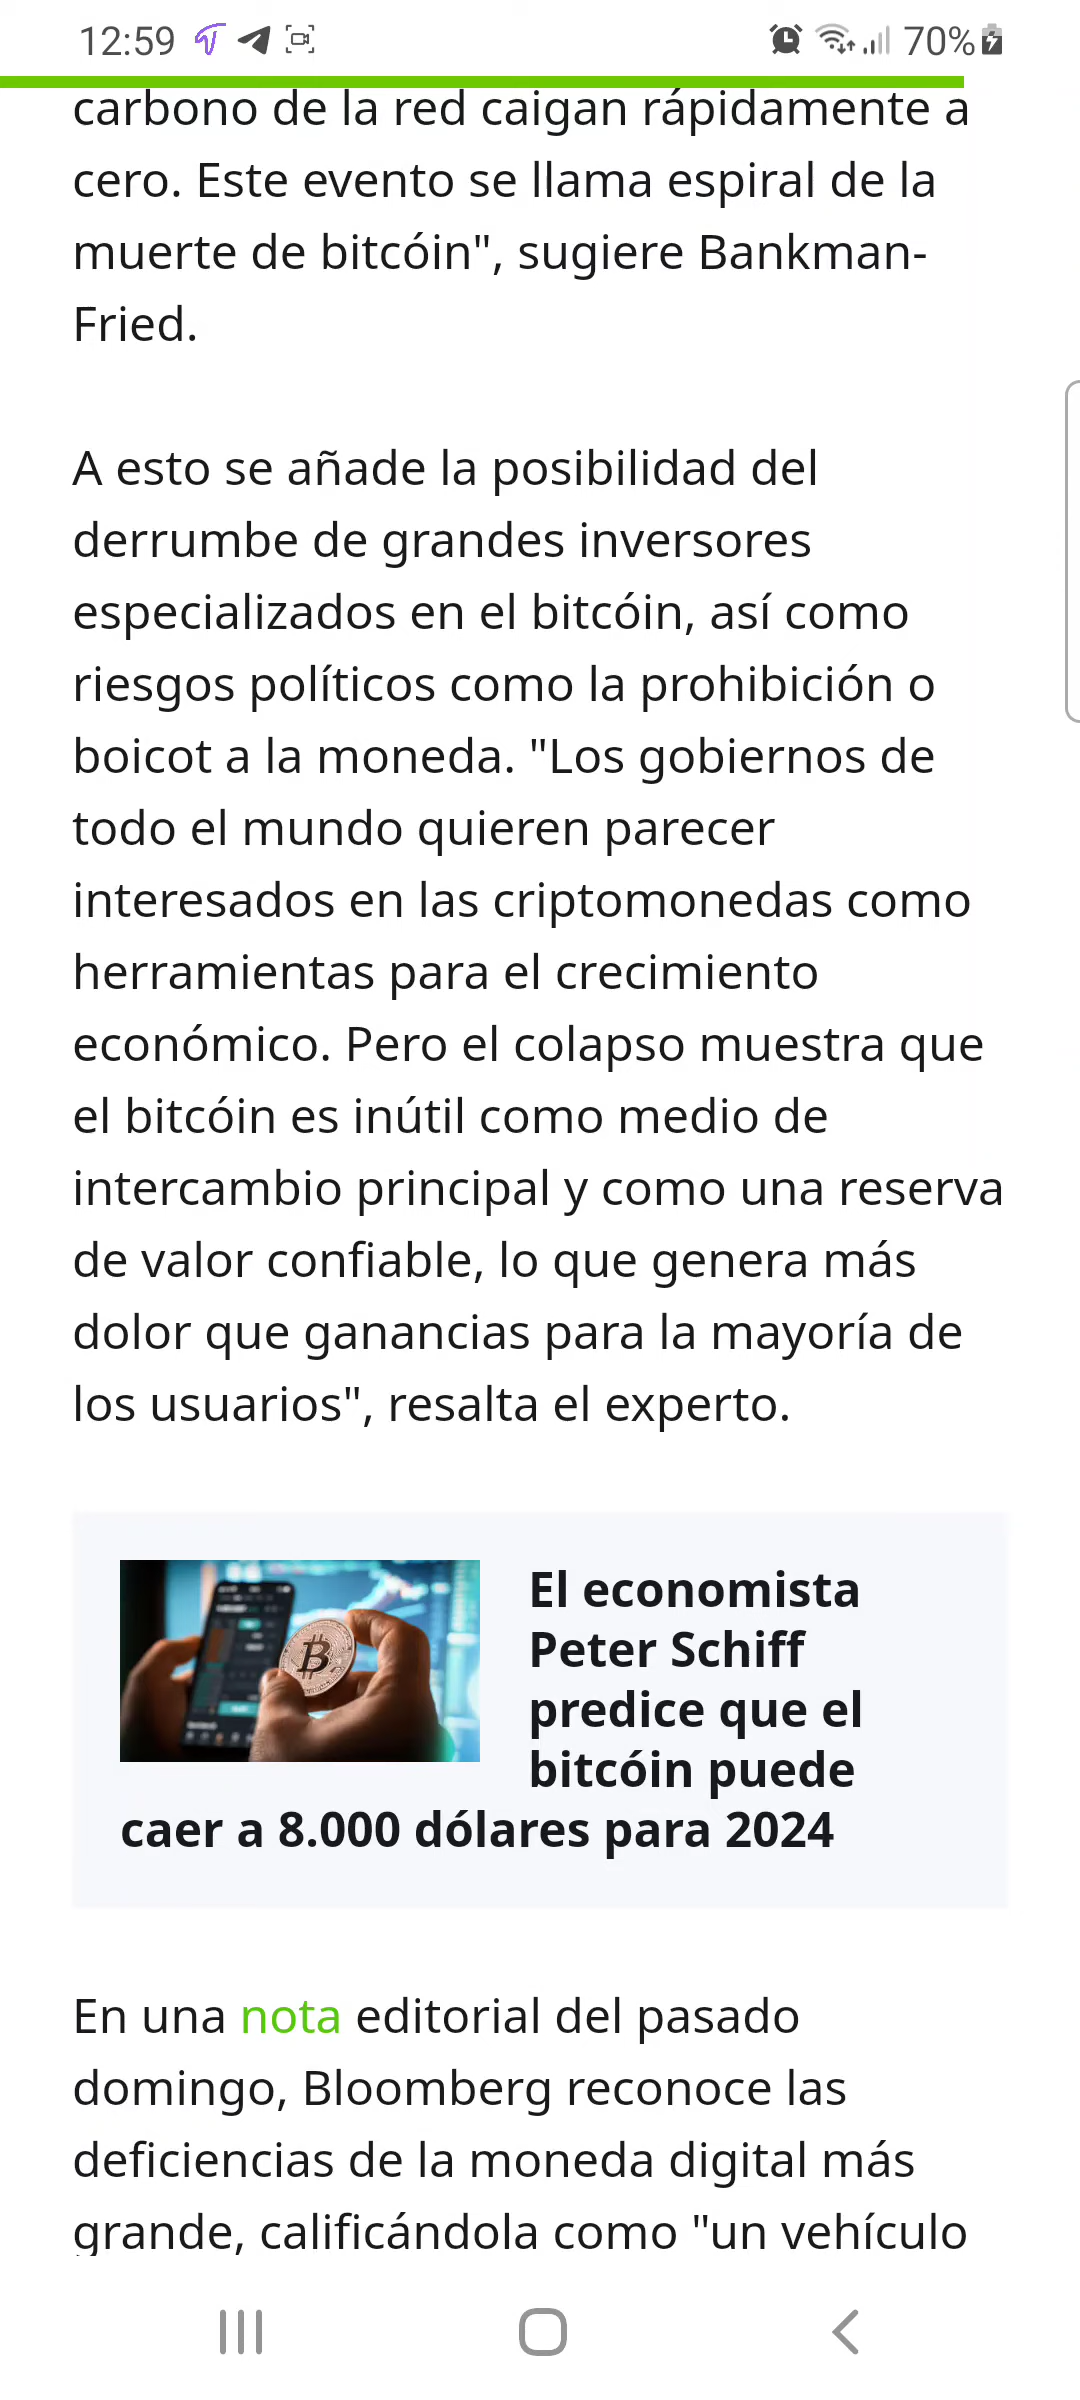 12:59
70%
carbono de la red caigan rápidamente a
cero. Este evento se llama espiral de la
muerte de bitcóin", sugiere Bankman-
Fried.
A esto se añade la posibilidad del
derrumbe de grandes inversores
especializados en el bitcóin, así como
riesgos políticos como la prohibición o
boicot a la moneda. "Los gobiernos de
todo el mundo quieren parecer
interesados en las criptomonedas como
herramientas para el crecimiento
económico. Pero el colapso muestra que
el bitcóin es inútil como medio de
intercambio principal y como una reserva
de valor confiable, lo que genera más
dolor que ganancias para la mayoría de
los usuarios", resalta el experto.
El economista
Peter Schiff
predice que el
bitcóin puede
caer a 8.000 dólares para 2024
En una nota editorial del pasado
domingo, Bloomberg reconoce las
deficiencias de la moneda digital más
grande, calificándola como "un vehículo